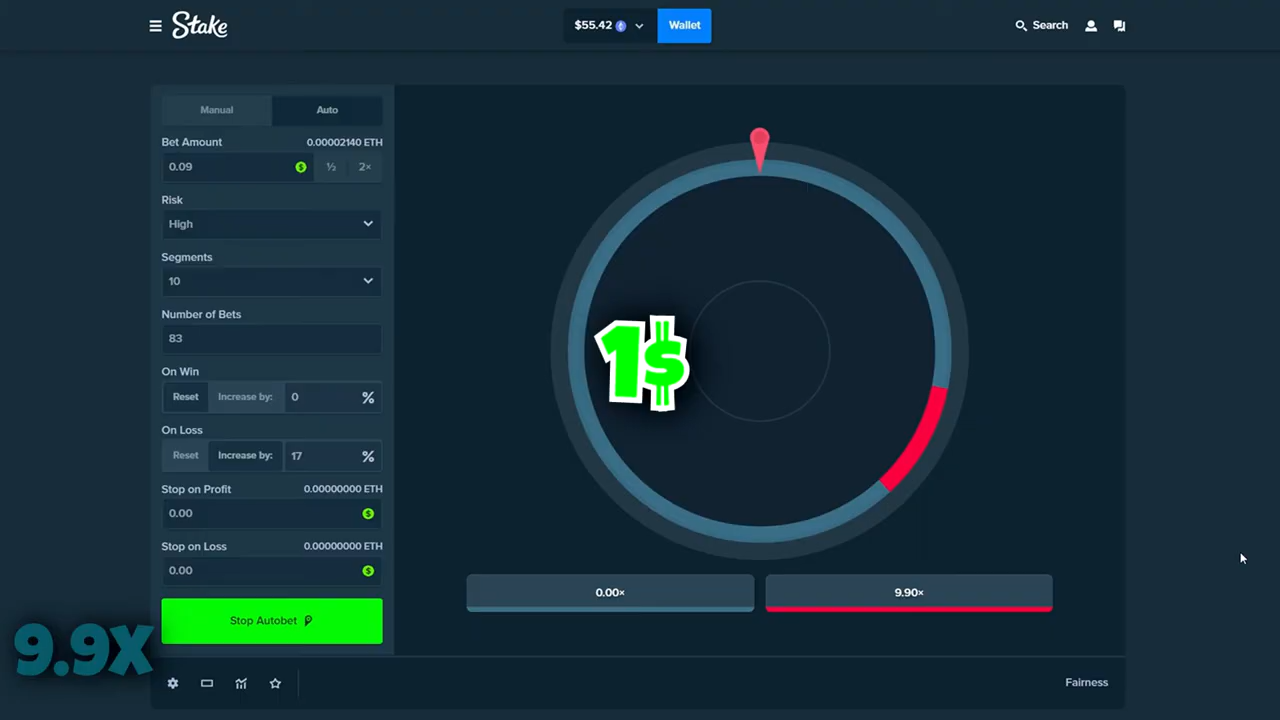 Stake
$55.42
Wallet
Search
Manual
Auto
Bet Amount
0.00002140 ETH
0.09
½
2×
Risk
High
Segments
10
Number of Bets
83
On Win
Reset
Increase by:
0
%
On Loss
Reset
Increase by:
17
%
Stop on Profit
0.00000000 ETH
0.00
Stop on Loss
0.00000000 ETH
0.00
Stop Autobet
1$
0.00×
9.90×
9.9X
Fairness